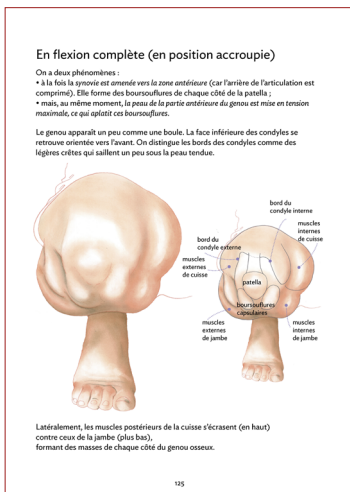 En flexion complète (en position accroupie)
On a deux phénomènes :
• à la fois la synovie est amenée vers la zone antérieure (car l'arrière de l'articulation est
comprimé). Elle forme des boursouflures de chaque côté de la patella ;
• mais, au même moment, la peau de la partie antérieure du genou est mise en tension
maximale, ce qui aplatit ces boursouflures.
Le genou apparaît un peu comme une boule. La face inférieure des condyles se
retrouve orientée vers l'avant. On distingue les bords des condyles comme des
légères crêtes qui saillent un peu sous la peau tendue.
bord du
condyle interne
muscles
internes
de cuisse
bord du
condyle externe
muscles
externes
de cuisse
patella
boursouflures
capsulaires
muscles
externes
de jambe
muscles
internes
de jambe
Latéralement, les muscles postérieurs de la cuisse s'écrasent (en haut)
contre ceux de la jambe (plus bas),
formant des masses de chaque côté du genou osseux.
125